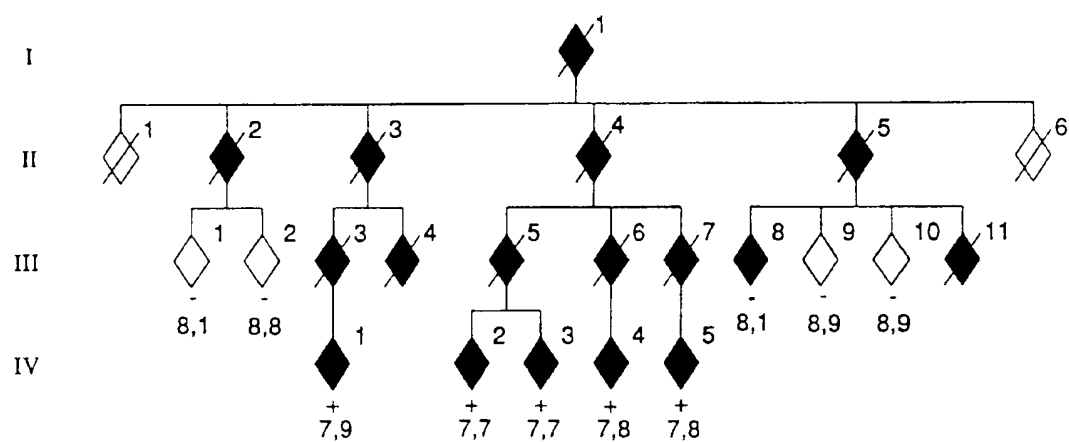 I 1
II 1 2 3 4 5 6
III 1 2 3 4 5 6 7 8 9 10 11
- - - - -
8,1 8,8 8,1 8,9 8,9
IV 1 2 3 4 5
+ + + + +
7,9 7,7 7,7 7,8 7,8